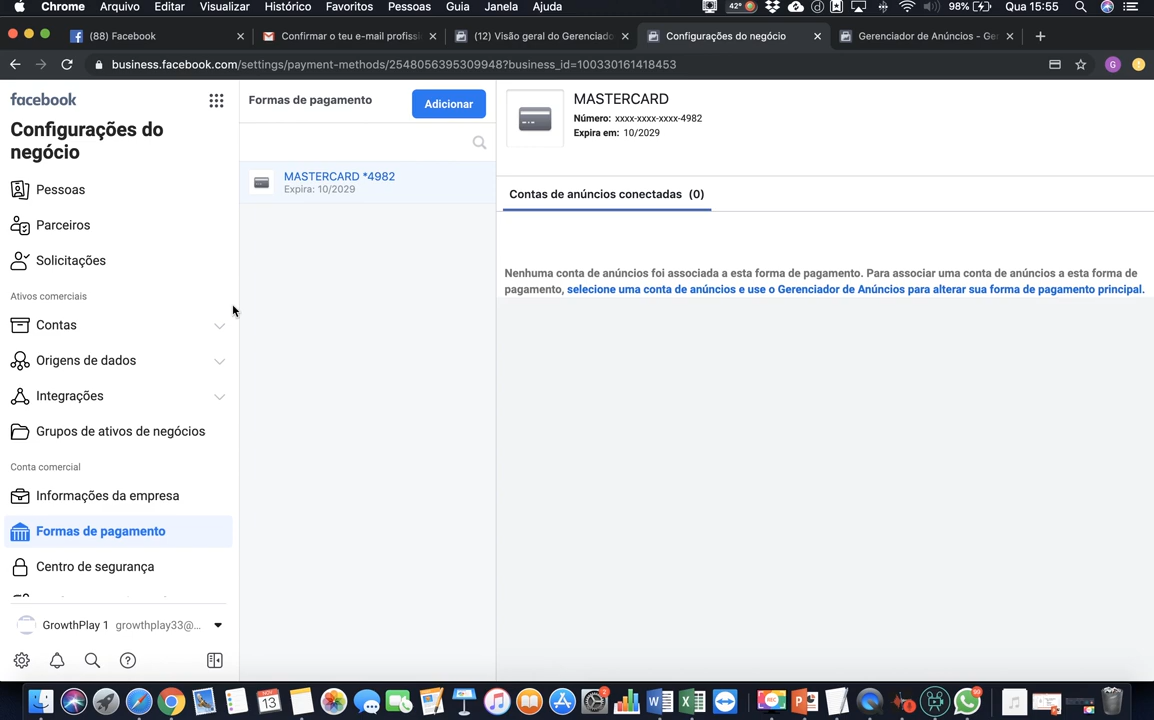 Chrome Arquivo Editar Visualizar Histórico Favoritos Pessoas Guia Janela Ajuda 42° 98% Qua 15:55
(88) Facebook Confirmar o teu e-mail profissi (12) Visão geral do Gerenciado Configurações do negócio Gerenciador de Anúncios - Ge
business.facebook.com/settings/payment-methods/2548056395309948?business_id=100330161418453 G
facebook
Configurações do
negócio
Pessoas
Parceiros
Solicitações
Ativos comerciais
Contas
Origens de dados
Integrações
Grupos de ativos de negócios
Conta comercial
Informações da empresa
Formas de pagamento
Centro de segurança
GrowthPlay 1 growthplay33@...
Formas de pagamento
Adicionar
MASTERCARD *4982
Expira: 10/2029
MASTERCARD
Número: xxxx-xxxx-xxxx-4982
Expira em: 10/2029
Contas de anúncios conectadas (0)
Nenhuma conta de anúncios foi associada a esta forma de pagamento. Para associar uma conta de anúncios a esta forma de
pagamento, selecione uma conta de anúncios e use o Gerenciador de Anúncios para alterar sua forma de pagamento principal.